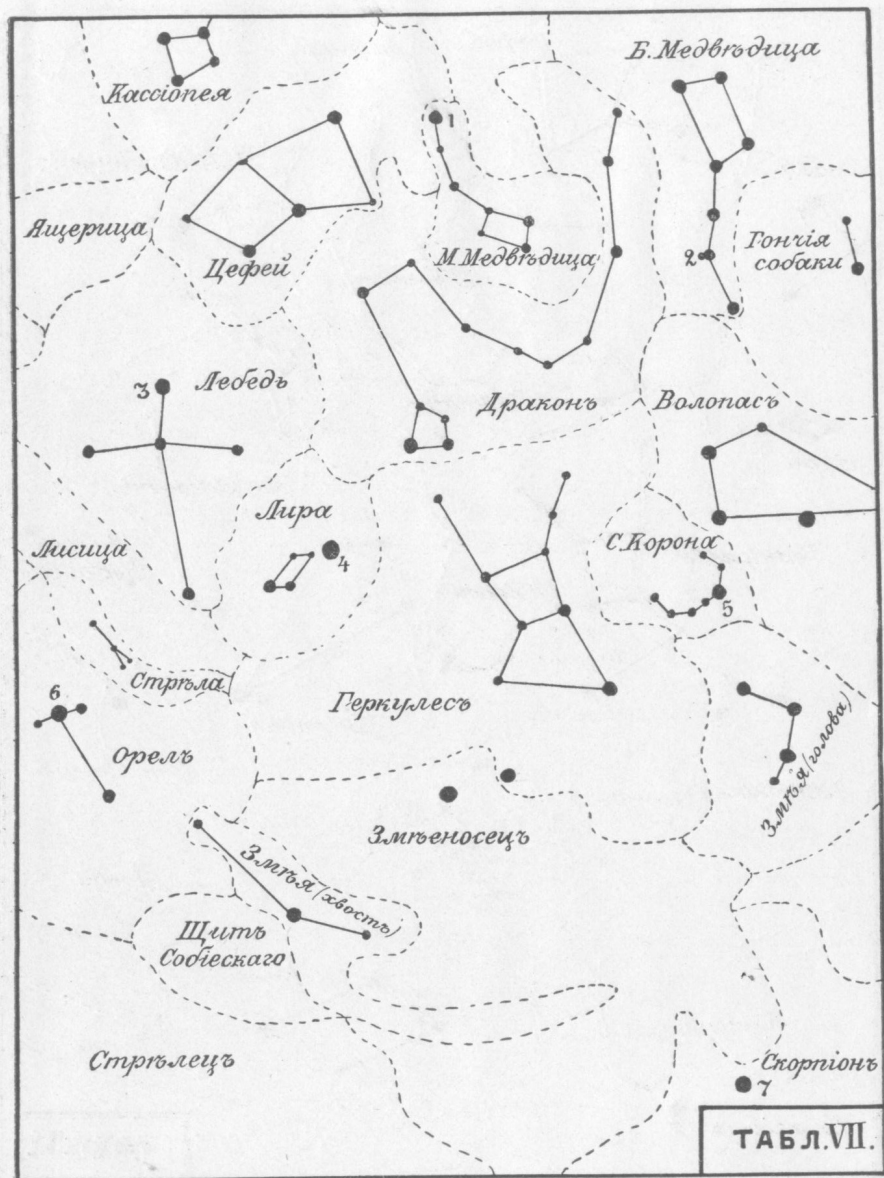 Кассіопея
Б. Медвѣдица
1
Ящерица
Цефей
М. Медвѣдица
2
Гончія
собаки
3
Лебедь
Драконъ
Волопасъ
Лисица
Лира
4
С. Корона
5
Стрѣла
6
Орелъ
Геркулесъ
Змѣя (голова)
Змѣеносецъ
Змѣя (хвостъ)
Щитъ
Собіескаго
Стрѣлецъ
Скорпіонъ
7
ТАБЛ. VII.